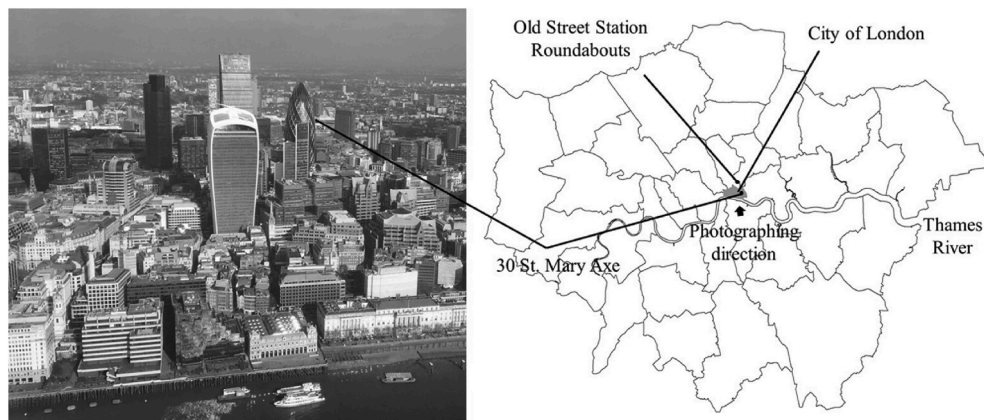 Old Street Station
Roundabouts
City of London
Thames
River
Photographing
direction
30 St. Mary Axe